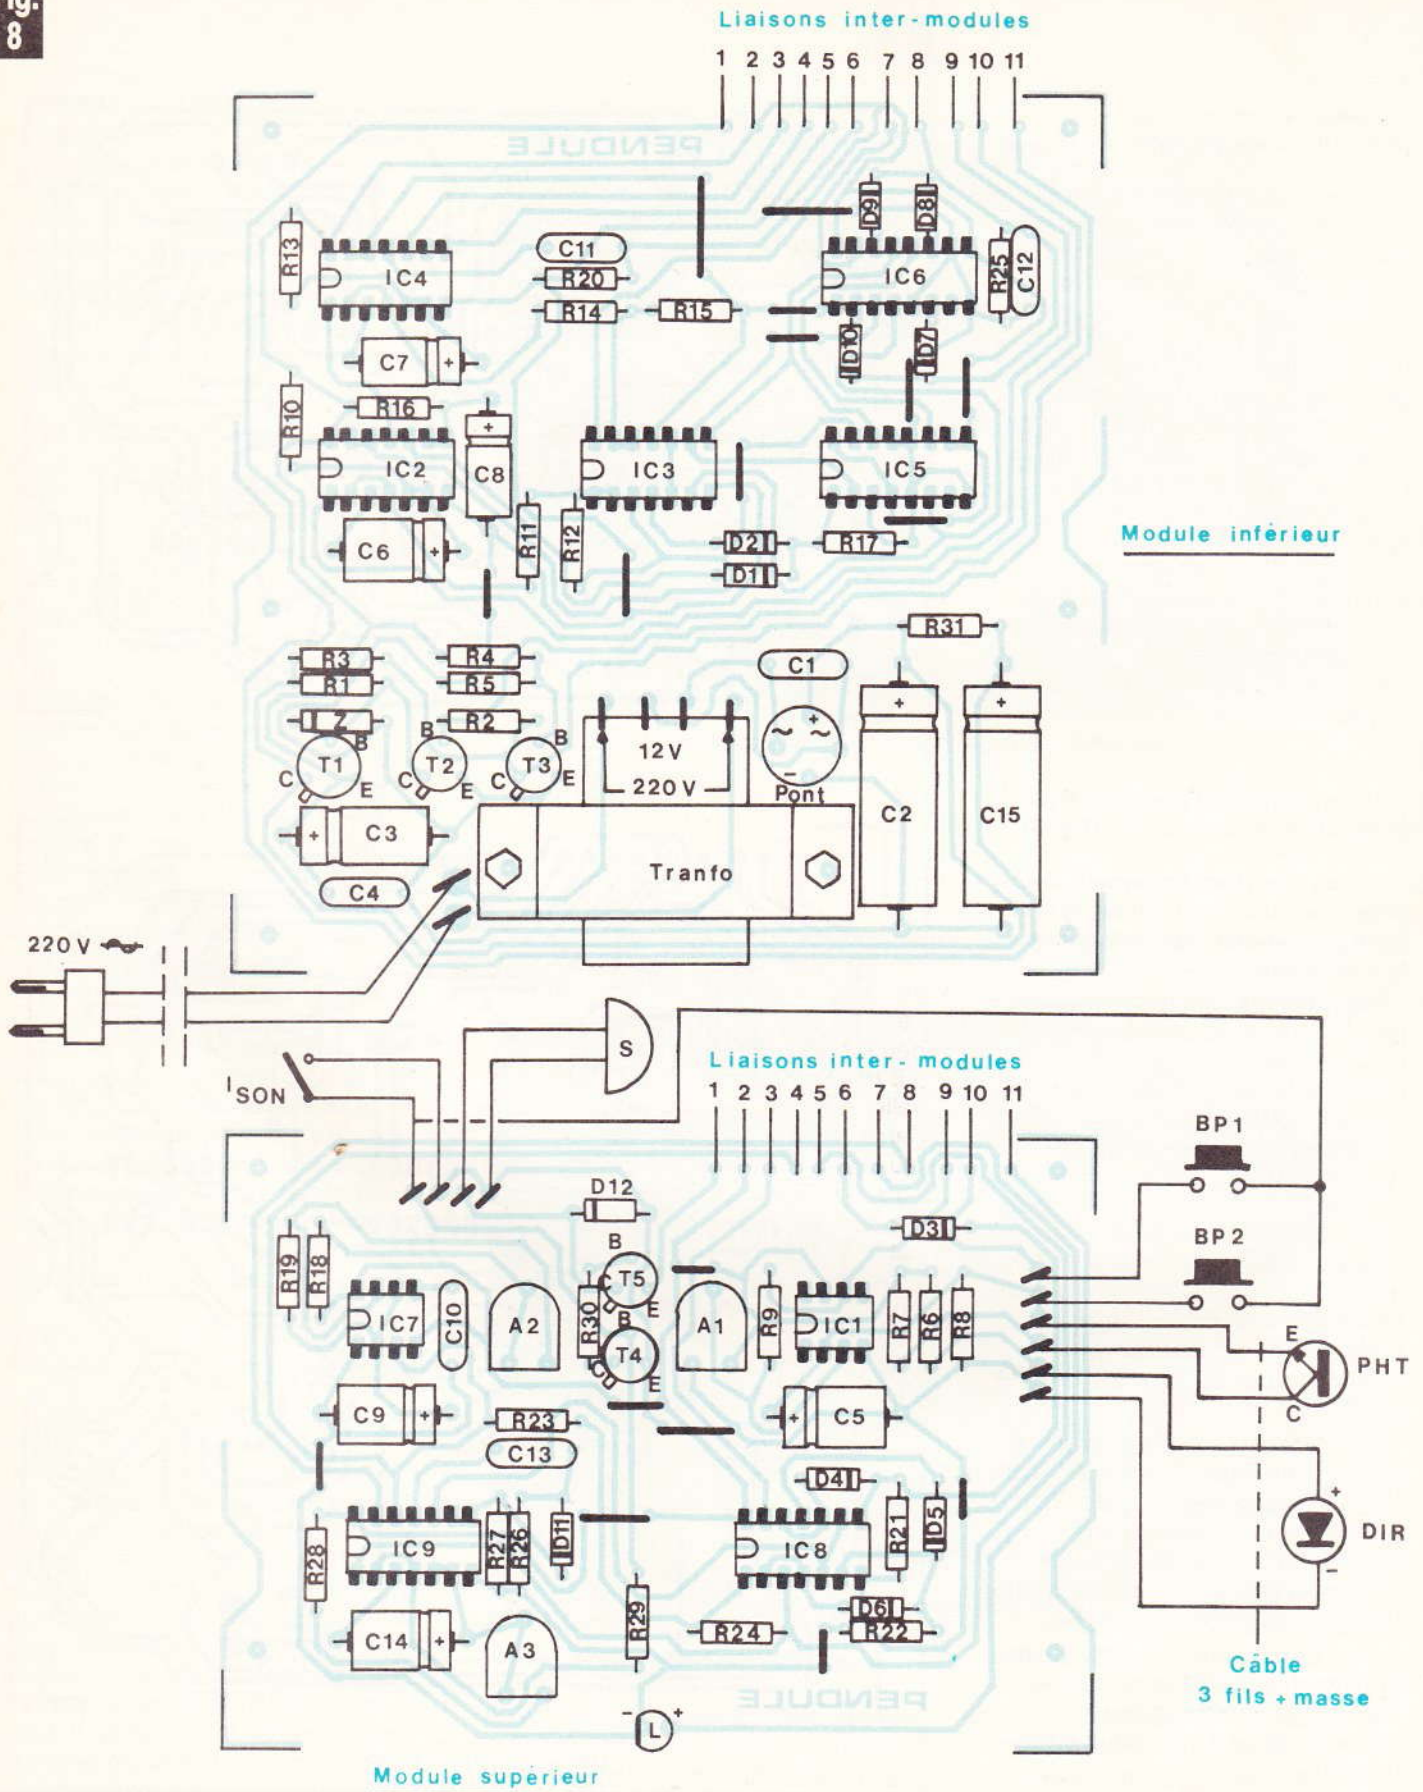 Fig.
8
Liaisons inter-modules
1 2 3 4 5 6 7 8 9 10 11
PENDULE
R13
IC4
C11
R20
R14
R15
D9
D8
IC6
R25
C12
D10
D7
C7
R16
R10
IC2
+
C8
IC3
IC5
C6
+
R11
R12
D2
D1
R17
Module inférieur
R31
R3
R1
Z
R4
R5
R2
C1
B
T1
C
E
B
T2
C
E
B
T3
C
E
12V
220V
~ + ~
-
Pont
+
C2
+
C15
+
C3
C4
Tranfo
220V
S
I SON
Liaisons inter-modules
1 2 3 4 5 6 7 8 9 10 11
BP1
BP2
D12
D3
R19
R18
IC7
C10
A2
R30
B
T5
C
E
B
T4
C
E
A1
R9
IC1
R7
R6
R8
E
PHT
C
C9
+
R23
C13
+
C5
D4
R21
D5
R28
IC9
R27
R26
D11
IC8
+
DIR
-
R29
D6
R22
R24
C14
+
A3
Câble
3 fils + masse
PENDULE
-
L
+
Module supérieur